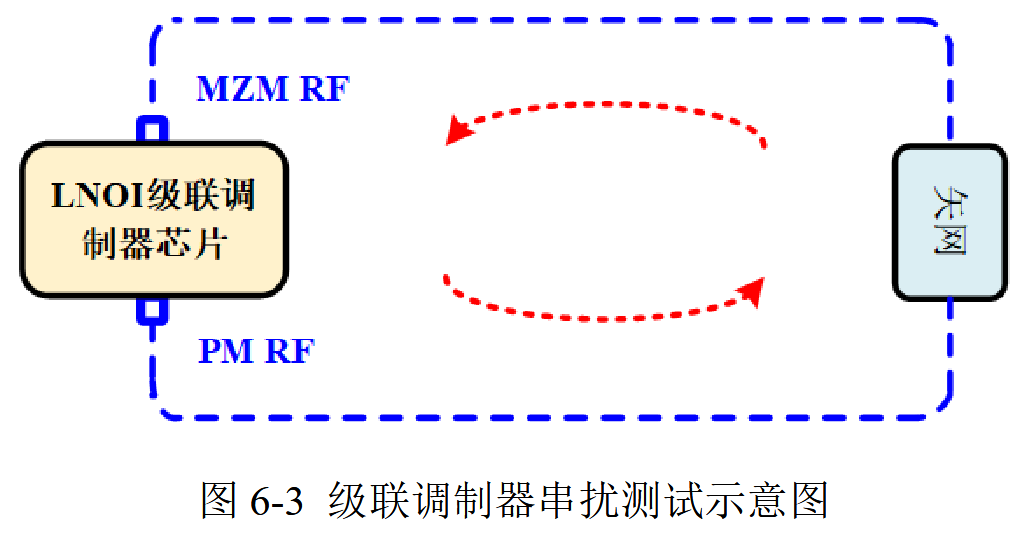 MZM RF
LNOI级联调
制器芯片
矢网
PM RF
图 6-3 级联调制器串扰测试示意图